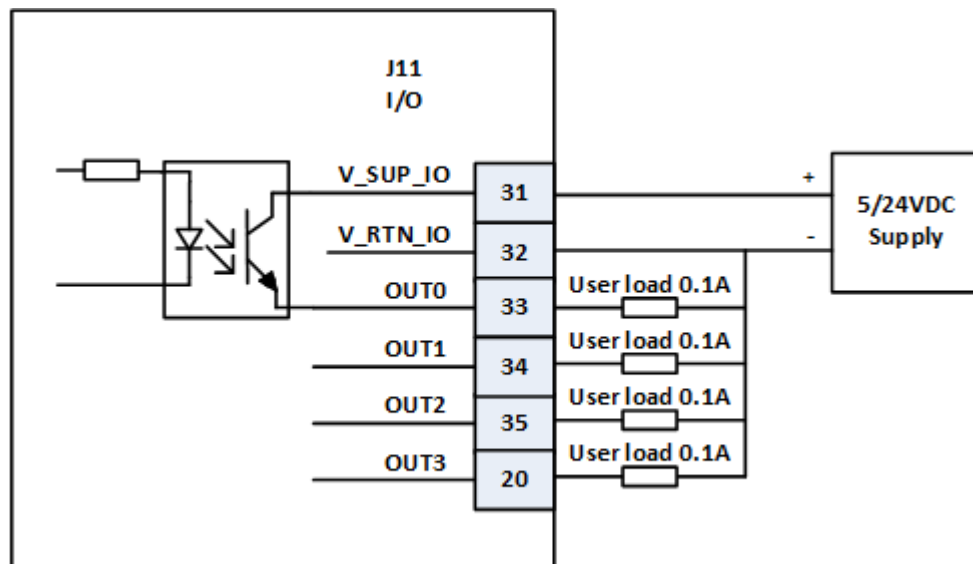 J11
I/O
V_SUP_IO
31
+
5/24VDC
Supply
V_RTN_IO
32
-
OUT0
33
User load 0.1A
OUT1
34
User load 0.1A
OUT2
35
User load 0.1A
OUT3
20
User load 0.1A